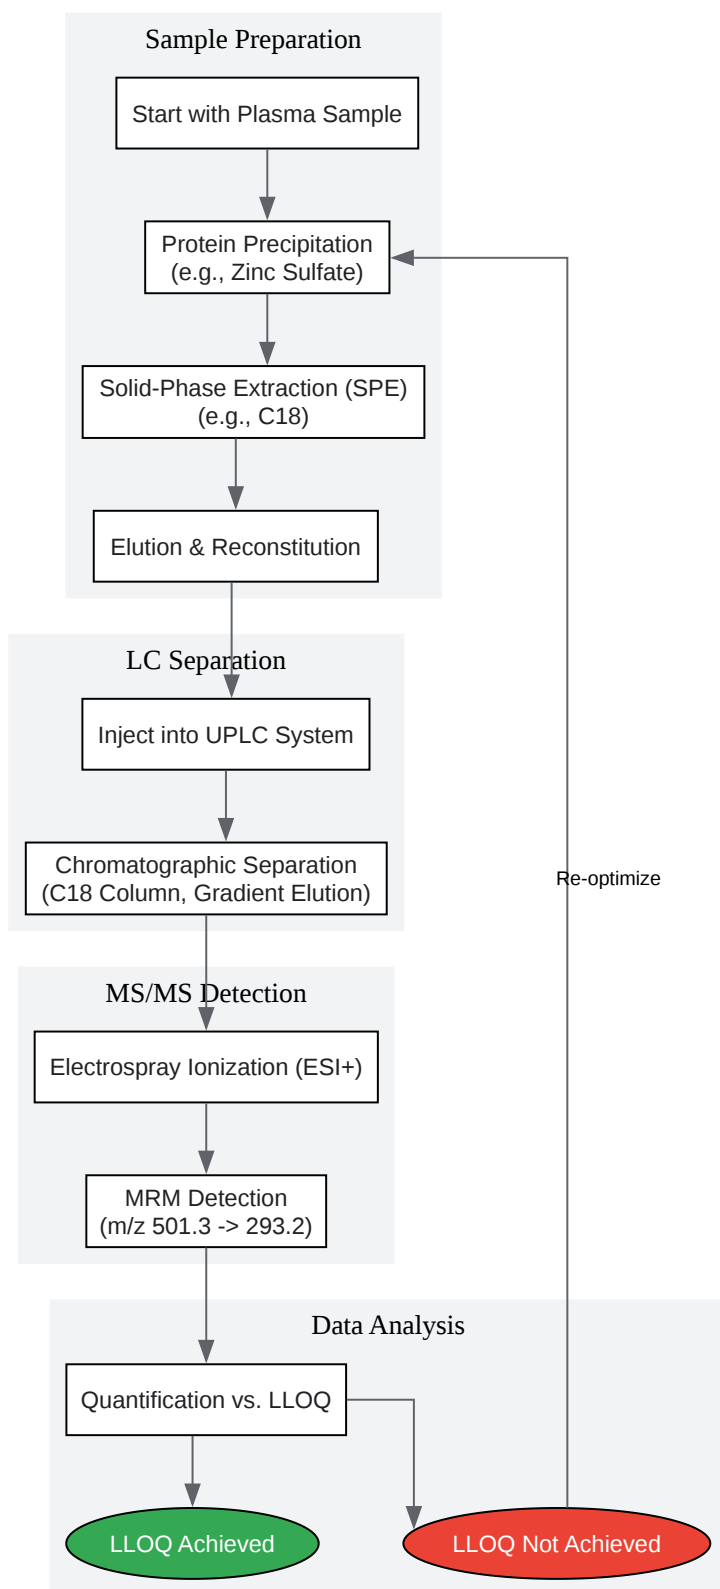 Sample Preparation
Start with Plasma Sample
Protein Precipitation
(e.g., Zinc Sulfate)
Solid-Phase Extraction (SPE)
(e.g., C18)
Elution & Reconstitution
LC Separation
Inject into UPLC System
Chromatographic Separation
(C18 Column, Gradient Elution)
Re-optimize
MS/MS Detection
Electrospray Ionization (ESI+)
MRM Detection
(m/z 501.3 -> 293.2)
Data Analysis
Quantification vs. LLOQ
LLOQ Achieved
LLOQ Not Achieved